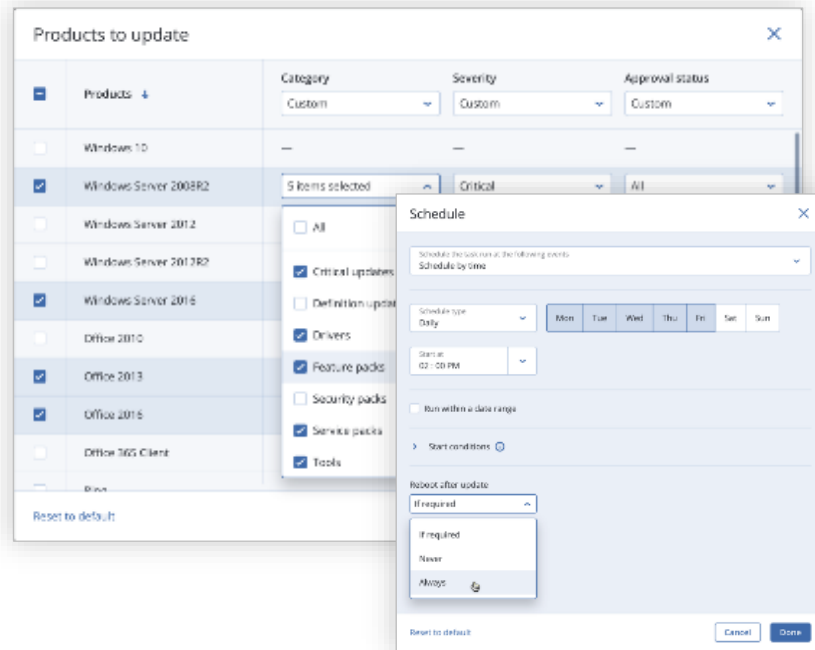 Products to update
Products
Category
Custom
Severity
Custom
Approval status
Custom
Windows 10
—
—
—
Windows Server 2008R2
5 items selected
Critical
All
Windows Server 2012
Windows Server 2012R2
Windows Server 2016
Office 2010
Office 2013
Office 2016
Office 365 Client
Reset to default
All
Critical updates
Definition
Drivers
Feature packs
Security packs
Service packs
Tools
Schedule
Schedule the task run at the following events
Schedule by time
Schedule type
Daily
Mon Tue Wed Thu Fri Sat Sun
Start at
02 : 00 PM
Run within a date range
Start conditions
Reboot after update
If required
If required
Never
Always
Reset to default
Cancel
Done